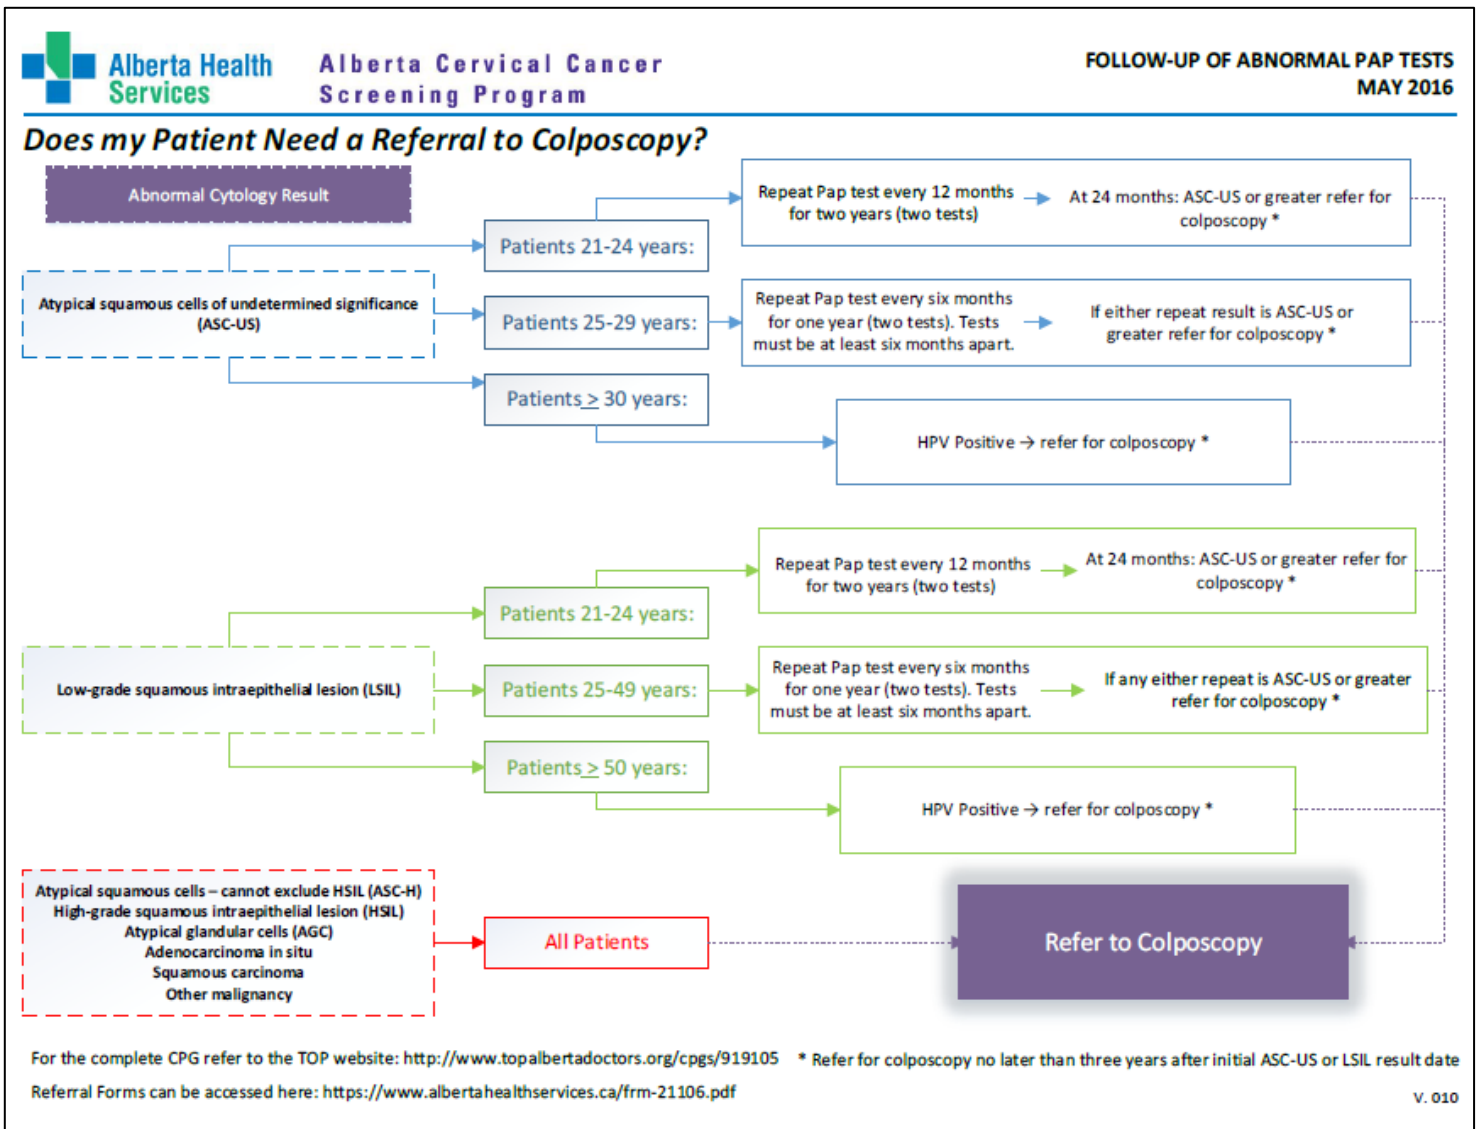 Alberta Health
Services
Alberta Cervical Cancer
Screening Program
FOLLOW-UP OF ABNORMAL PAP TESTS
MAY 2016
Does my Patient Need a Referral to Colposcopy?
Abnormal Cytology Result
Atypical squamous cells of undetermined significance
(ASC-US)
Patients 21-24 years:
Repeat Pap test every 12 months
for two years (two tests)
At 24 months: ASC-US or greater refer for
colposcopy *
Patients 25-29 years:
Repeat Pap test every six months
for one year (two tests). Tests
must be at least six months apart.
If either repeat result is ASC-US or
greater refer for colposcopy *
Patients > 30 years:
HPV Positive → refer for colposcopy *
Low-grade squamous intraepithelial lesion (LSIL)
Patients 21-24 years:
Repeat Pap test every 12 months
for two years (two tests)
At 24 months: ASC-US or greater refer for
colposcopy *
Patients 25-49 years:
Repeat Pap test every six months
for one year (two tests). Tests
must be at least six months apart.
If any either repeat is ASC-US or greater
refer for colposcopy *
Patients > 50 years:
HPV Positive → refer for colposcopy *
Atypical squamous cells – cannot exclude HSIL (ASC-H)
High-grade squamous intraepithelial lesion (HSIL)
Atypical glandular cells (AGC)
Adenocarcinoma in situ
Squamous carcinoma
Other malignancy
All Patients
Refer to Colposcopy
For the complete CPG refer to the TOP website: http://www.topalbertadoctors.org/cpgs/919105
* Refer for colposcopy no later than three years after initial ASC-US or LSIL result date
Referral Forms can be accessed here: https://www.albertahealthservices.ca/frm-21106.pdf
V. 010